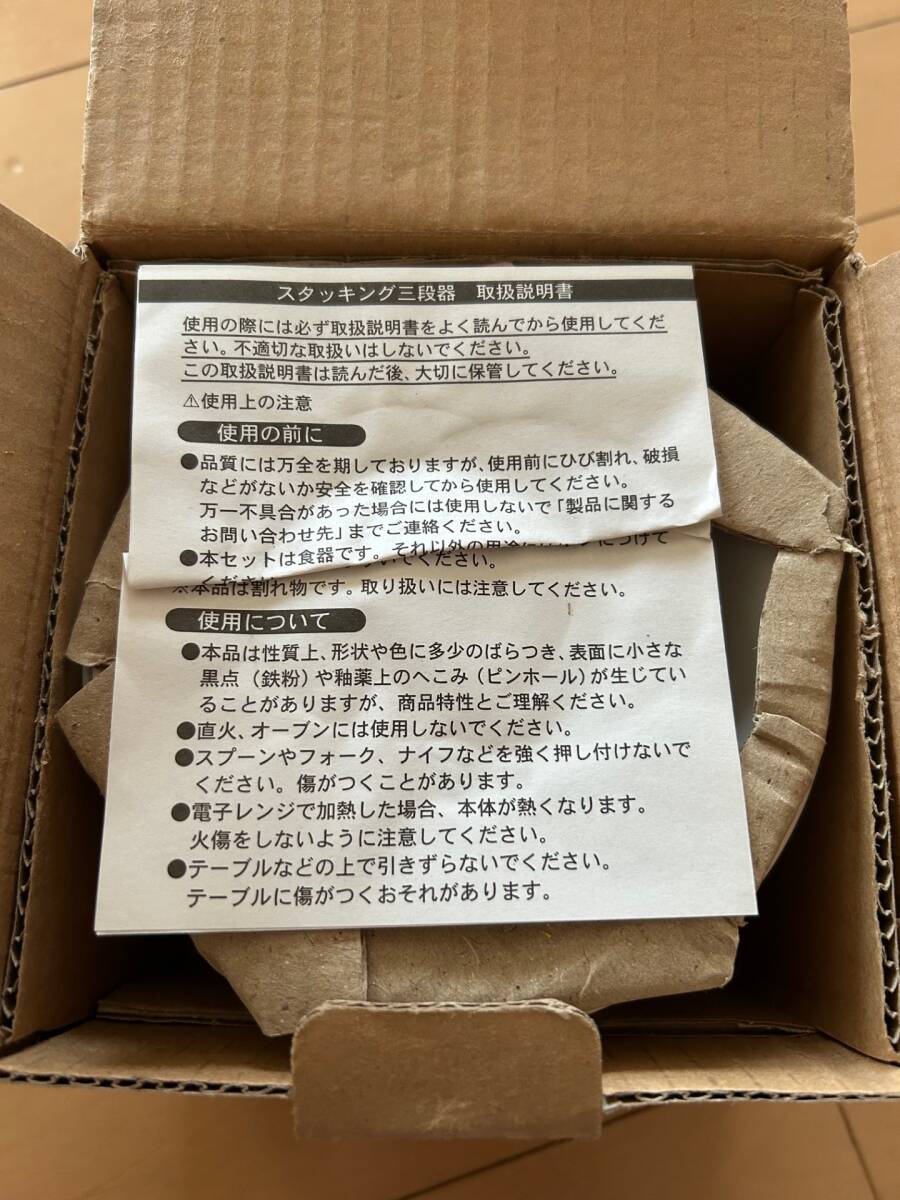 スタッキング三段器 取扱説明書
使用の際には必ず取扱説明書をよく読んでから使用してくだ
さい。不適切な取扱いはしないでください。
この取扱説明書は読んだ後、大切に保管してください。
⚠使用上の注意
使用の前に
●品質には万全を期しておりますが、使用前にひび割れ、破損
などがないか安全を確認してから使用してください。
万一不具合があった場合には使用しないで「製品に関する
お問い合わせ先」までご連絡ください。
●本セットは食器です。それ以外の用途には
いでください。
※本品は割れ物です。取り扱いには注意してください。
使用について
●本品は性質上、形状や色に多少のばらつき、表面に小さな
黒点（鉄粉）や釉薬上のへこみ（ピンホール）が生じてい
ることがありますが、商品特性とご理解ください。
●直火、オーブンには使用しないでください。
●スプーンやフォーク、ナイフなどを強く押し付けないで
ください。傷がつくことがあります。
●電子レンジで加熱した場合、本体が熱くなります。
火傷をしないように注意してください。
●テーブルなどの上で引きずらないでください。
テーブルに傷がつくおそれがあります。